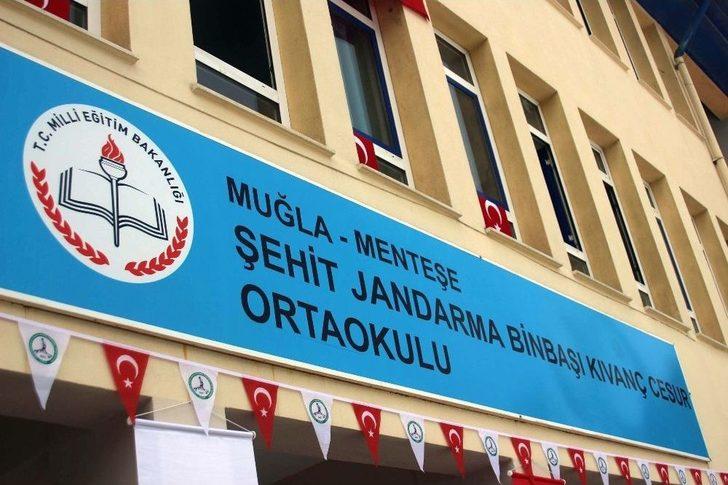 T.C. MİLLİ EĞİTİM BAKANLIĞI
MUĞLA - MENTEŞE
ŞEHİT JANDARMA BİNBAŞI KIVANÇ CESUR
ORTAOKULU